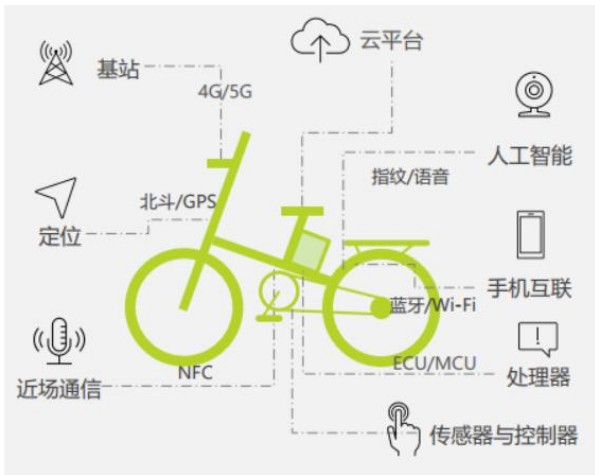 云平台
基站
4G/5G
人工智能
指纹/语音
北斗/GPS
定位
手机互联
蓝牙/Wi-Fi
ECU/MCU
处理器
NFC
近场通信
传感器与控制器